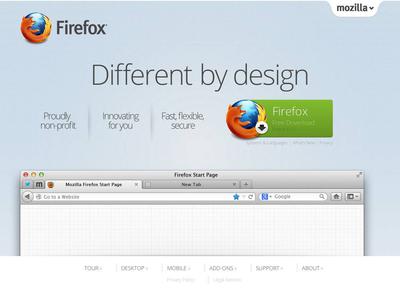 mozilla
Firefox
Different by design
Proudly
non-profit
Innovating
for you
Fast, flexible,
secure
Firefox
Free Download
Systems & Languages | What's New | Privacy
Firefox Start Page
m
Mozilla Firefox Start Page
New Tab
Go to a Website
Google
TOUR
DESKTOP
MOBILE
ADD-ONS
SUPPORT
ABOUT
Privacy Policy
Legal Notices